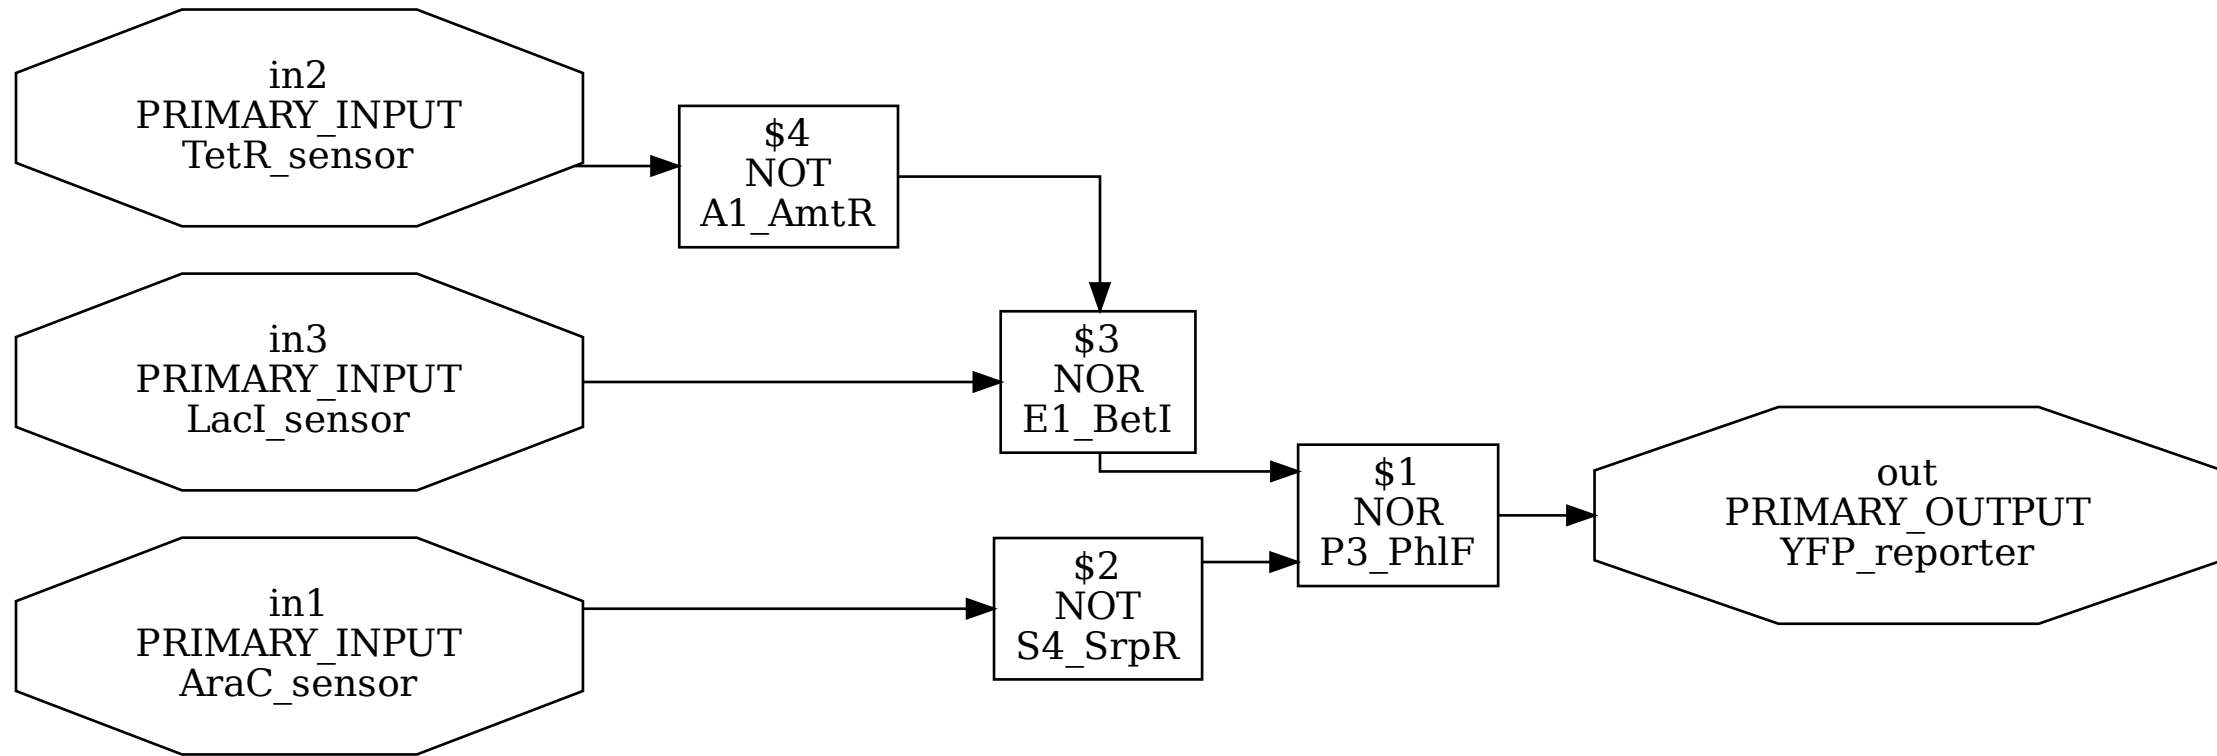 in2
PRIMARY_INPUT
TetR_sensor
$4
NOT
A1_AmtR
in3
PRIMARY_INPUT
LacI_sensor
$3
NOR
E1_BetI
$1
NOR
P3_PhlF
out
PRIMARY_OUTPUT
YFP_reporter
in1
PRIMARY_INPUT
AraC_sensor
$2
NOT
S4_SrpR